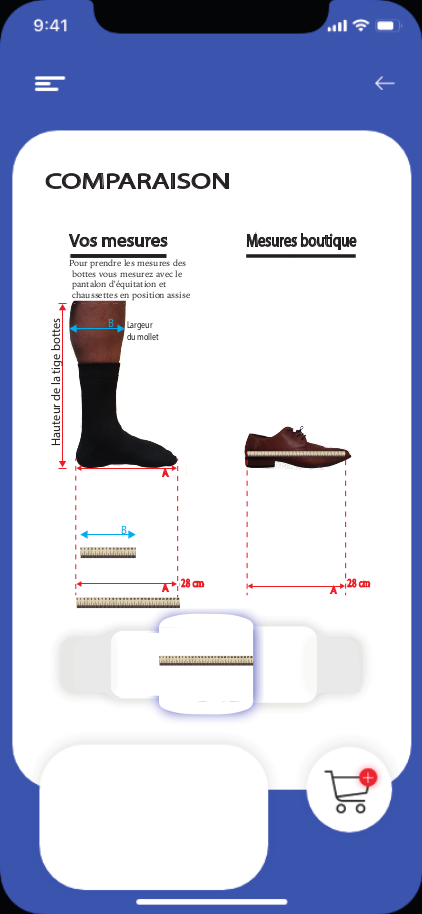 9:41
COMPARAISON
Vos mesures
Mesures boutique
Pour prendre les mesures des
bottes vous mesurez avec le
pantalon d'équitation et
chaussettes en position assise
B
Largeur
du mollet
Hauteur de la tige bottes
A
B
A
28 cm
A
28 cm